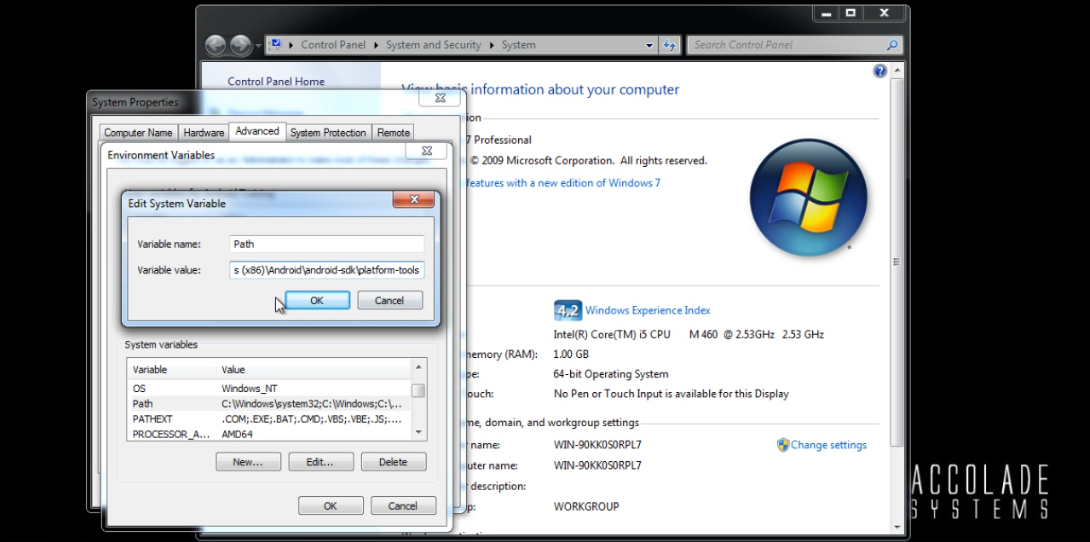 Control Panel
System and Security
System
Search Control Panel
Control Panel Home
View basic information about your computer
System Properties
Computer Name
Hardware
Advanced
System Protection
Remote
7 Professional
Environment Variables
© 2009 Microsoft Corporation. All rights reserved.
features with a new edition of Windows 7
Edit System Variable
Variable name:
Path
Variable value:
s (x86)\Android\android-sdk\platform-tools
OK
Cancel
4.2
Windows Experience Index
Intel(R) Core(TM) i5 CPU M 460 @ 2.53GHz 2.53 GHz
System variables
emory (RAM):
1.00 GB
Variable
Value
pe:
64-bit Operating System
OS
Windows_NT
ouch:
No Pen or Touch Input is available for this Display
Path
C:\Windows\system32;C:\Windows;C:\...
PATHEXT
.COM;.EXE;.BAT;.CMD;.VBS;.VBE;.JS;....
me, domain, and workgroup settings
PROCESSOR_A...
AMD64
r name:
WIN-90KK0S0RPL7
Change settings
New...
Edit...
Delete
uter name:
WIN-90KK0S0RPL7
r description:
OK
Cancel
p:
WORKGROUP
ACCOLADE
SYSTEMS